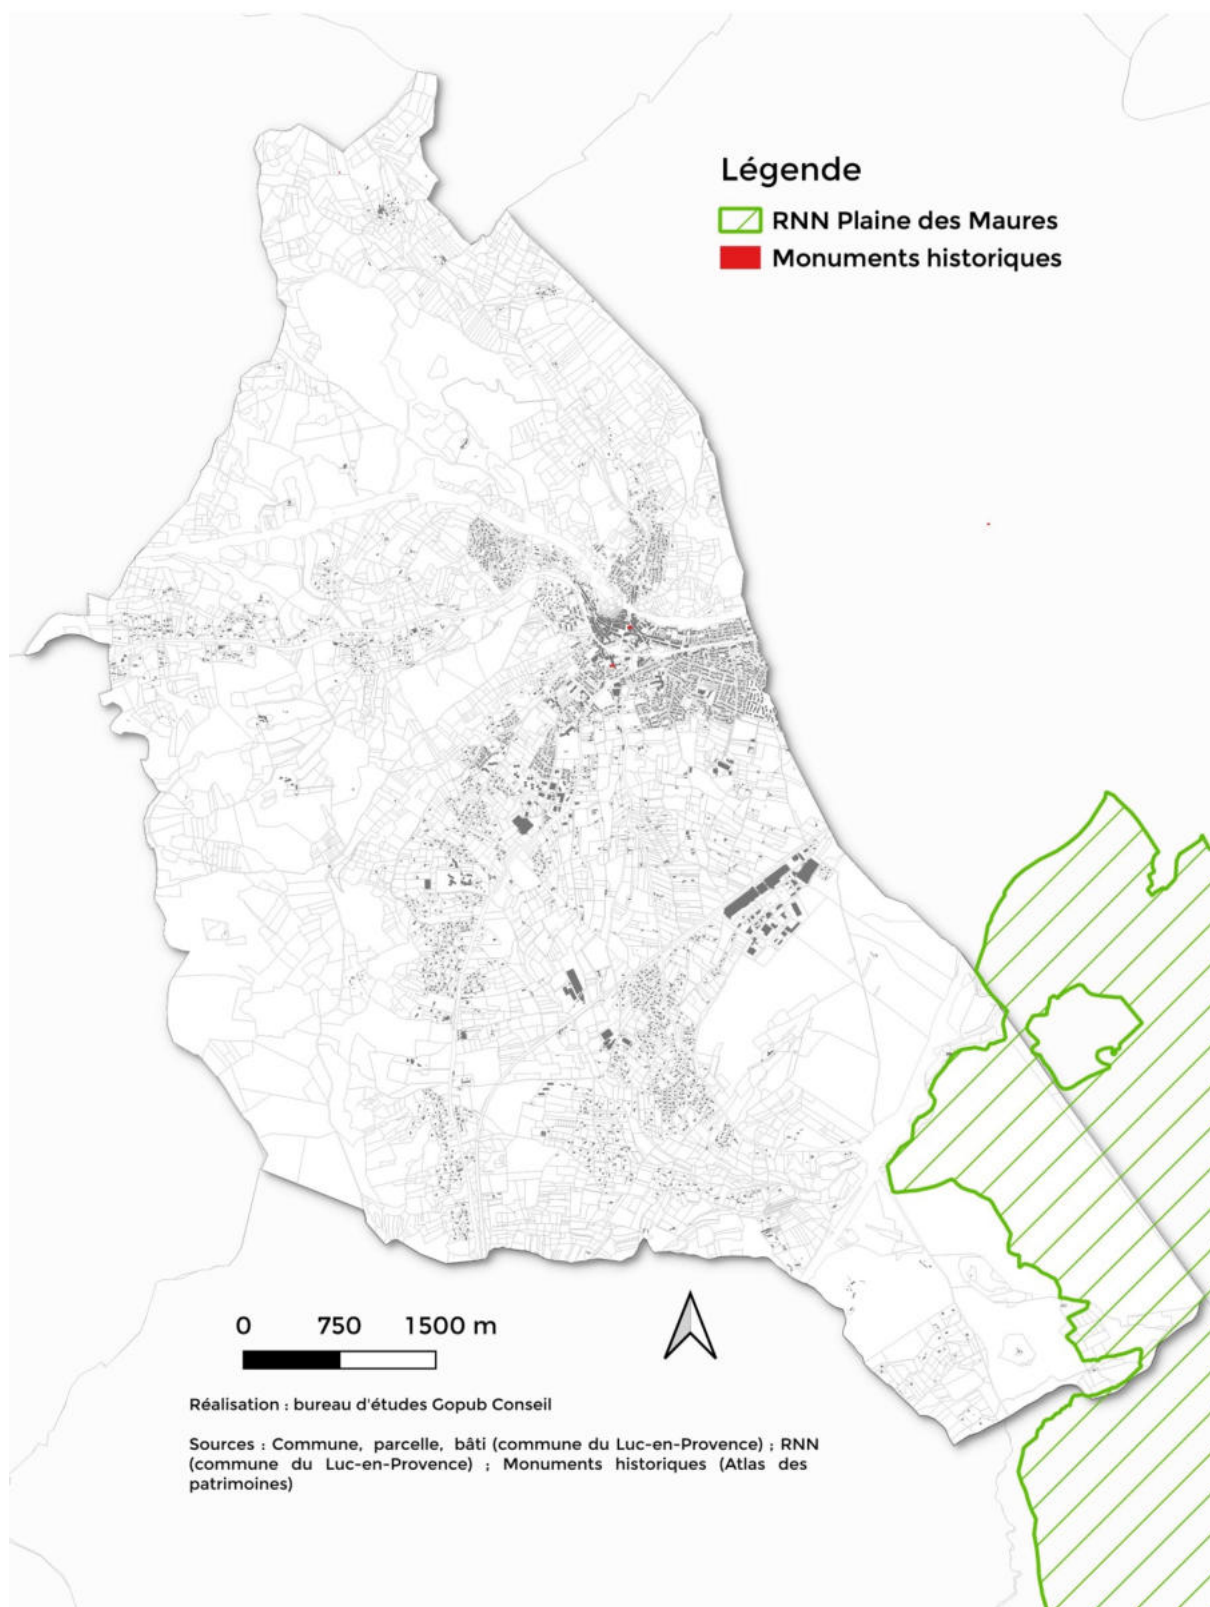 Légende
RNN Plaine des Maures
Monuments historiques
0 750 1500 m
Réalisation : bureau d'études Gopub Conseil
Sources : Commune, parcelle, bâti (commune du Luc-en-Provence) ; RNN
(commune du Luc-en-Provence) ; Monuments historiques (Atlas des
patrimoines)